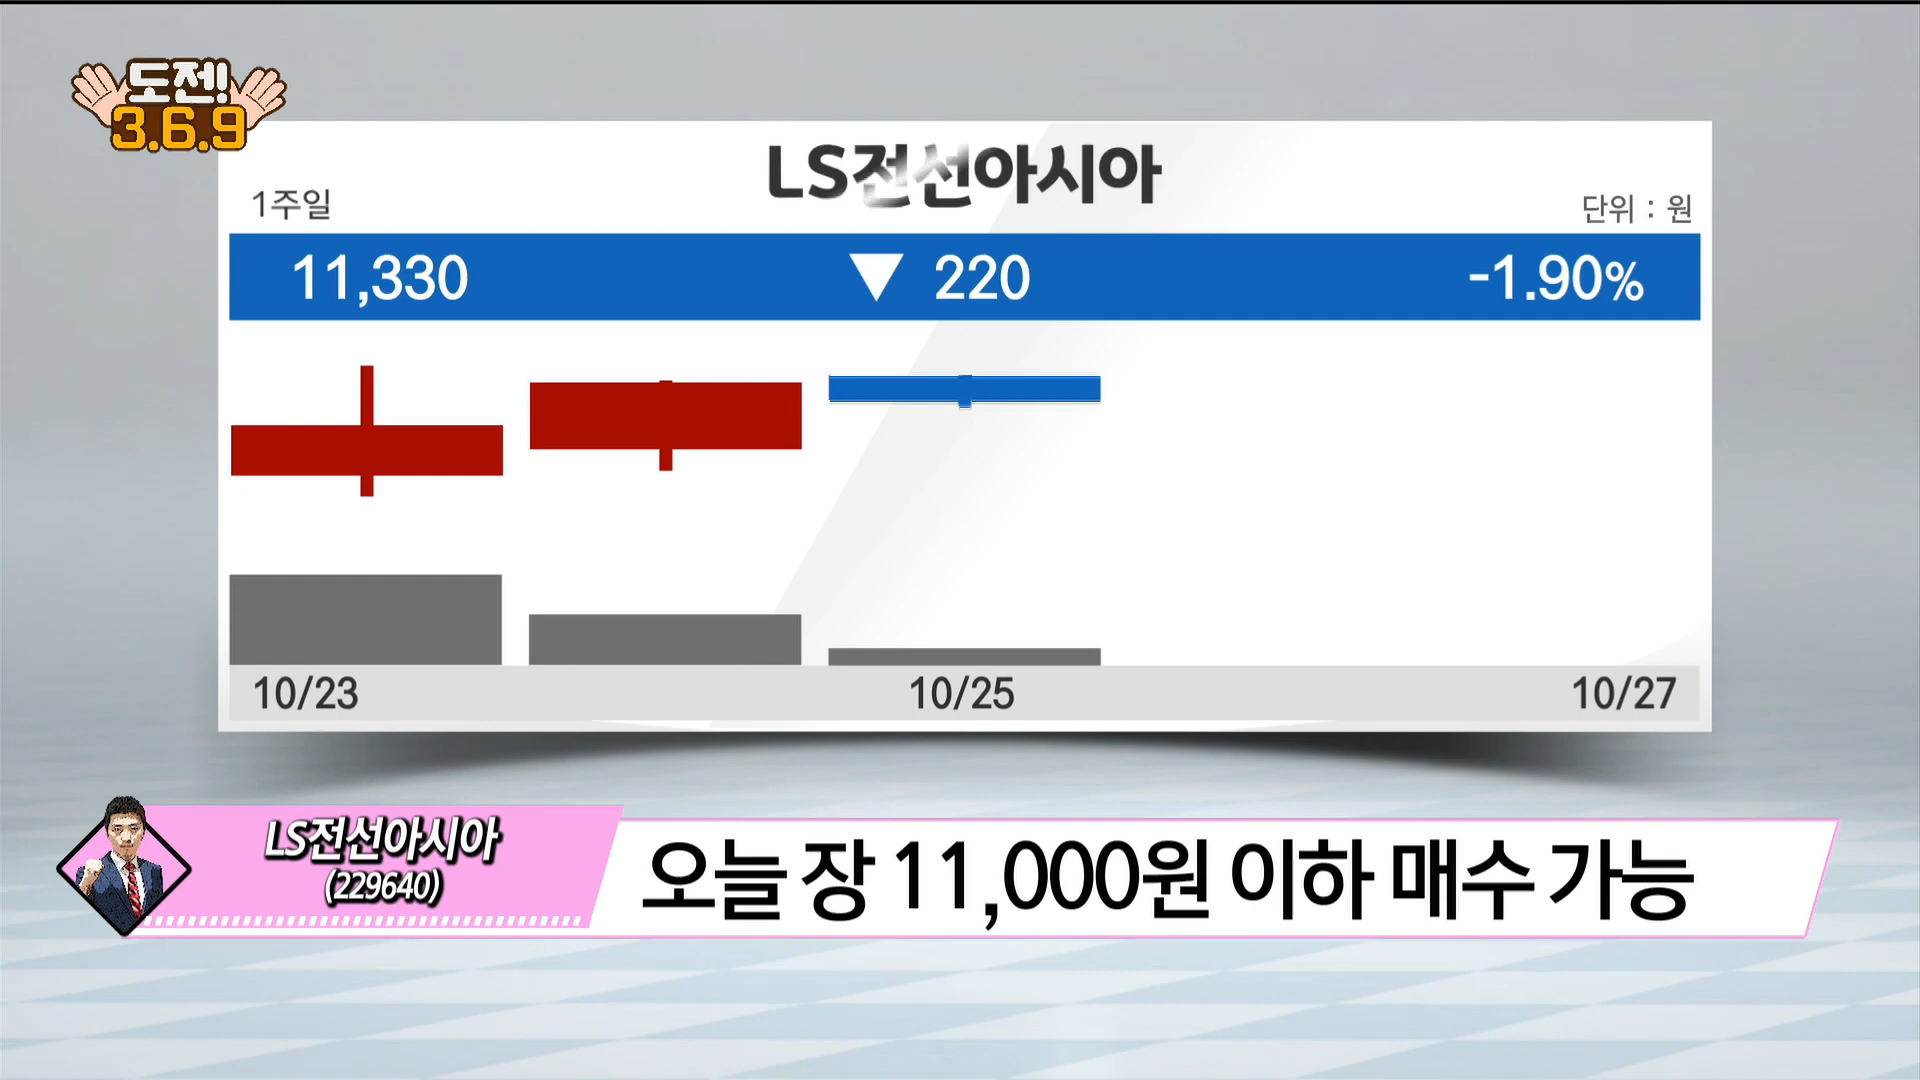 도전!
3.6.9
LS전선아시아
1주일
단위 : 원
11,330 ▼ 220 -1.90%
10/23 10/25 10/27
LS전선아시아
(229640)
오늘 장 11,000원 이하 매수 가능